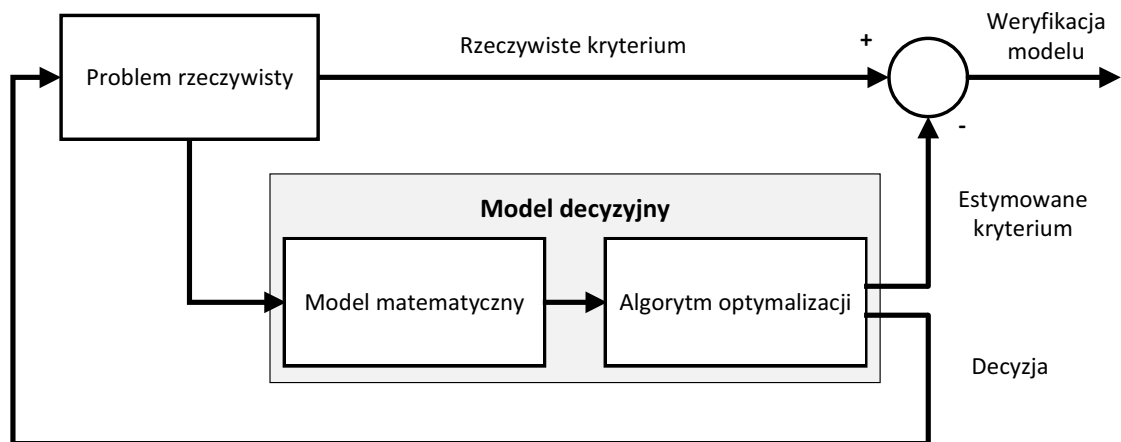 Weryfikacja
modelu
+
Rzeczywiste kryterium
Problem rzeczywisty
-
Model decyzyjny
Estymowane
kryterium
Model matematyczny
Algorytm optymalizacji
Decyzja